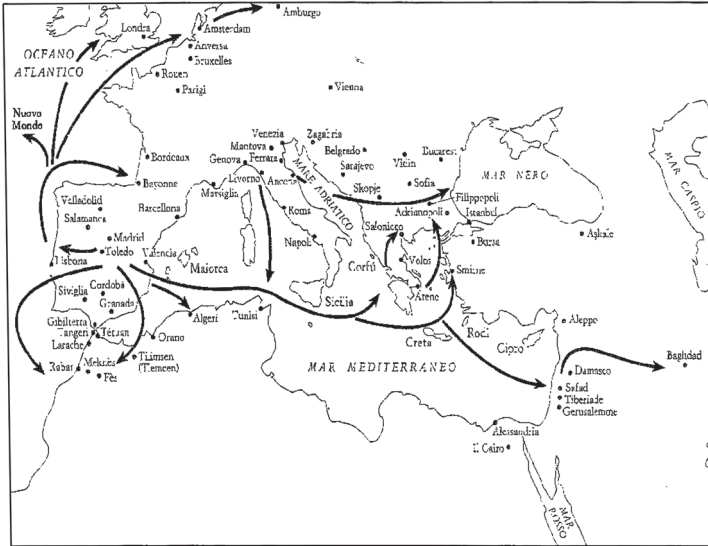 Amburgo
Londra
Amsterdam
OCEANO
ATLANTICO
Anversa
Bruxelles
Rouen
Parigi
Vienna
Nuovo
Mondo
Venezia
Zagabria
Mantova
Belgrado
Vidin
Bucarest
Genova
Ferrara
Bordeaux
Sarajevo
MAR NERO
MAR CASPIO
Livorno
Ancona
MARE ADRIATICO
Bayonne
Marsiglia
Skopje
Sofia
Filippopoli
Valladolid
Barcellona
Roma
Adrianopoli
Istanbul
Salamanca
Salonicco
Madrid
Napoli
Bursa
Aşkale
Toledo
Valencia
Maiorca
Corfú
Volos
Smirne
Lisbona
Cordoba
Siviglia
Granada
Sicilia
Atene
Gibilterra
Algeri
Tunisi
Rodi
Aleppo
Tangeri
Tétuan
Orano
Creta
Cipro
Larache
Tlimsen
(Tlemcen)
MAR MEDITERRANEO
Baghdad
Rabat
Meknès
Fès
Damasco
Safad
Tiberiade
Gerusalemme
Alessandria
Il Cairo
MAR
ROSSO